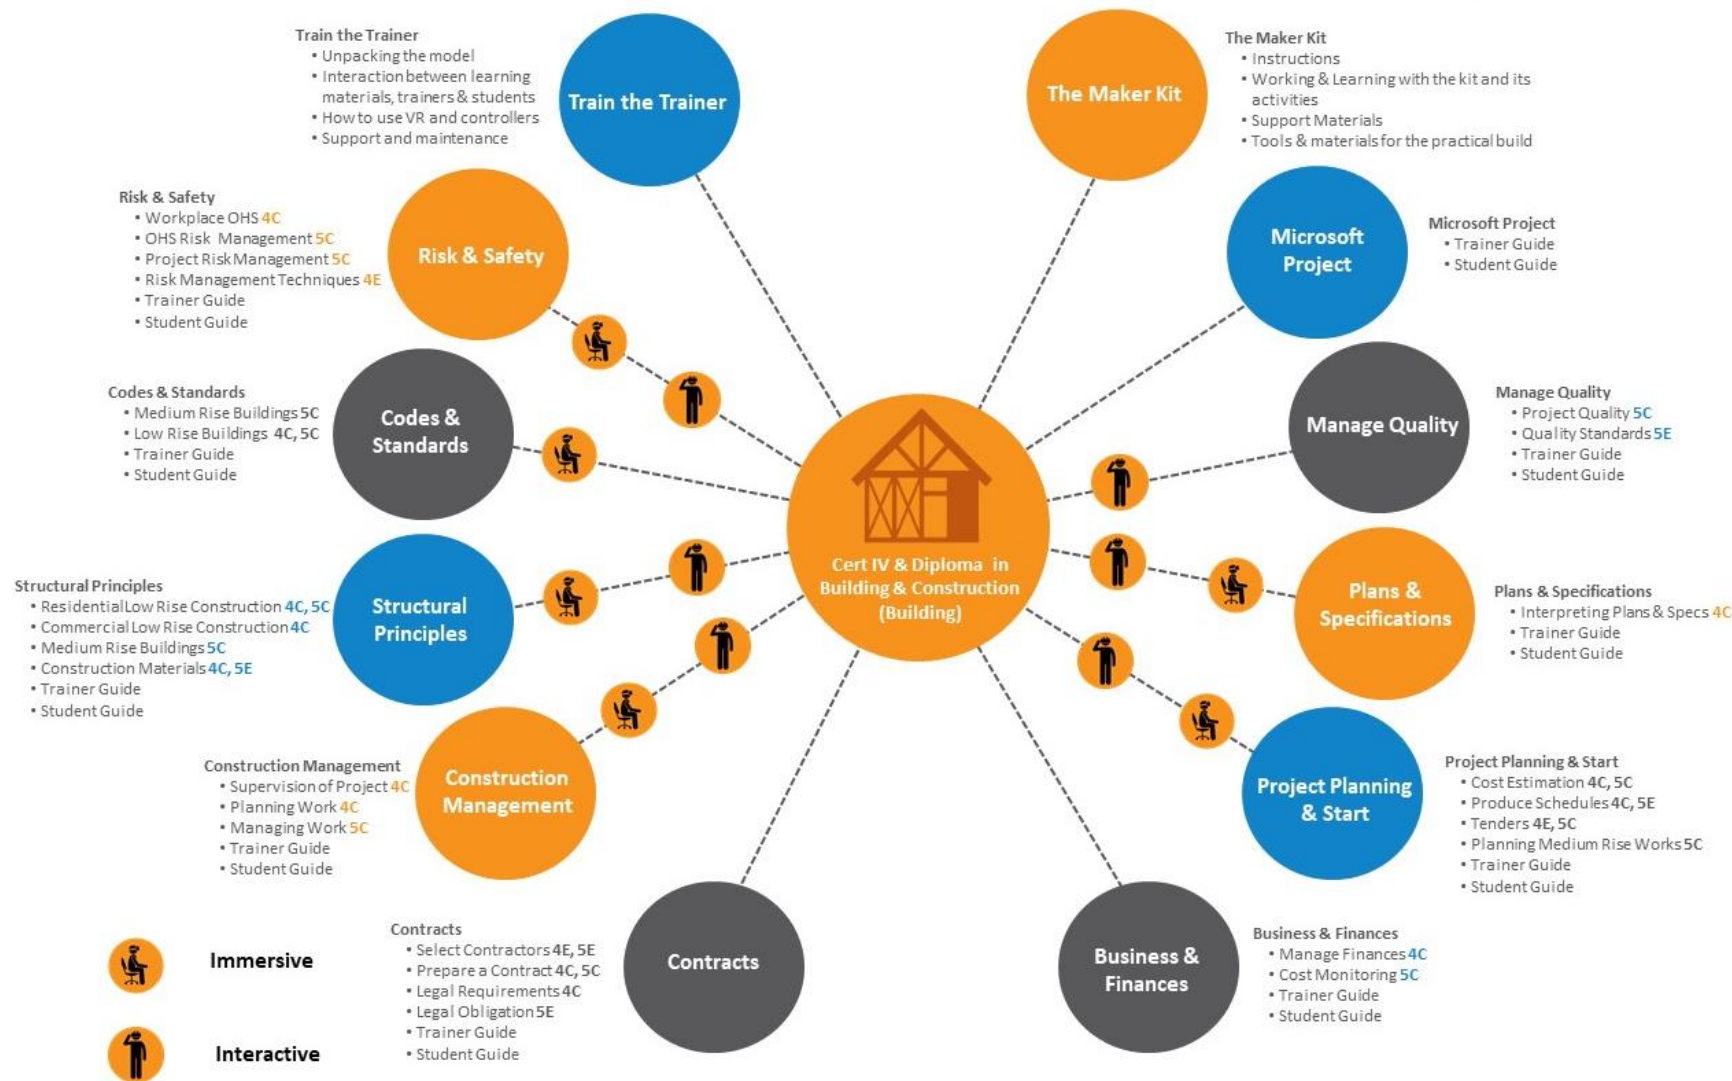 Train the Trainer
• Unpacking the model
• Interaction between learning
materials, trainers & students
• How to use VR and controllers
• Support and maintenance
Train the Trainer
The Maker Kit
The Maker Kit
• Instructions
• Working & Learning with the kit and its
activities
• Support Materials
• Tools & materials for the practical build
Risk & Safety
• Workplace OHS 4C
• OHS Risk Management 5C
• Project Risk Management 5C
• Risk Management Techniques 4E
• Trainer Guide
• Student Guide
Risk & Safety
Microsoft
Project
Microsoft Project
• Trainer Guide
• Student Guide
Codes & Standards
• Medium Rise Buildings 5C
• Low Rise Buildings 4C, 5C
• Trainer Guide
• Student Guide
Codes &
Standards
Manage Quality
Manage Quality
• Project Quality 5C
• Quality Standards 5E
• Trainer Guide
• Student Guide
Cert IV & Diploma in
Building & Construction
(Building)
Structural Principles
• Residential Low Rise Construction 4C, 5C
• Commercial Low Rise Construction 4C
• Medium Rise Buildings 5C
• Construction Materials 4C, 5E
• Trainer Guide
• Student Guide
Structural
Principles
Plans &
Specifications
Plans & Specifications
• Interpreting Plans & Specs 4C
• Trainer Guide
• Student Guide
Construction Management
• Supervision of Project 4C
• Planning Work 4C
• Managing Work 5C
• Trainer Guide
• Student Guide
Construction
Management
Project Planning
& Start
Project Planning & Start
• Cost Estimation 4C, 5C
• Produce Schedules 4C, 5E
• Tenders 4E, 5C
• Planning Medium Rise Works 5C
• Trainer Guide
• Student Guide
Contracts
• Select Contractors 4E, 5E
• Prepare a Contract 4C, 5C
• Legal Requirements 4C
• Legal Obligation 5E
• Trainer Guide
• Student Guide
Contracts
Business &
Finances
Business & Finances
• Manage Finances 4C
• Cost Monitoring 5C
• Trainer Guide
• Student Guide
Immersive
Interactive